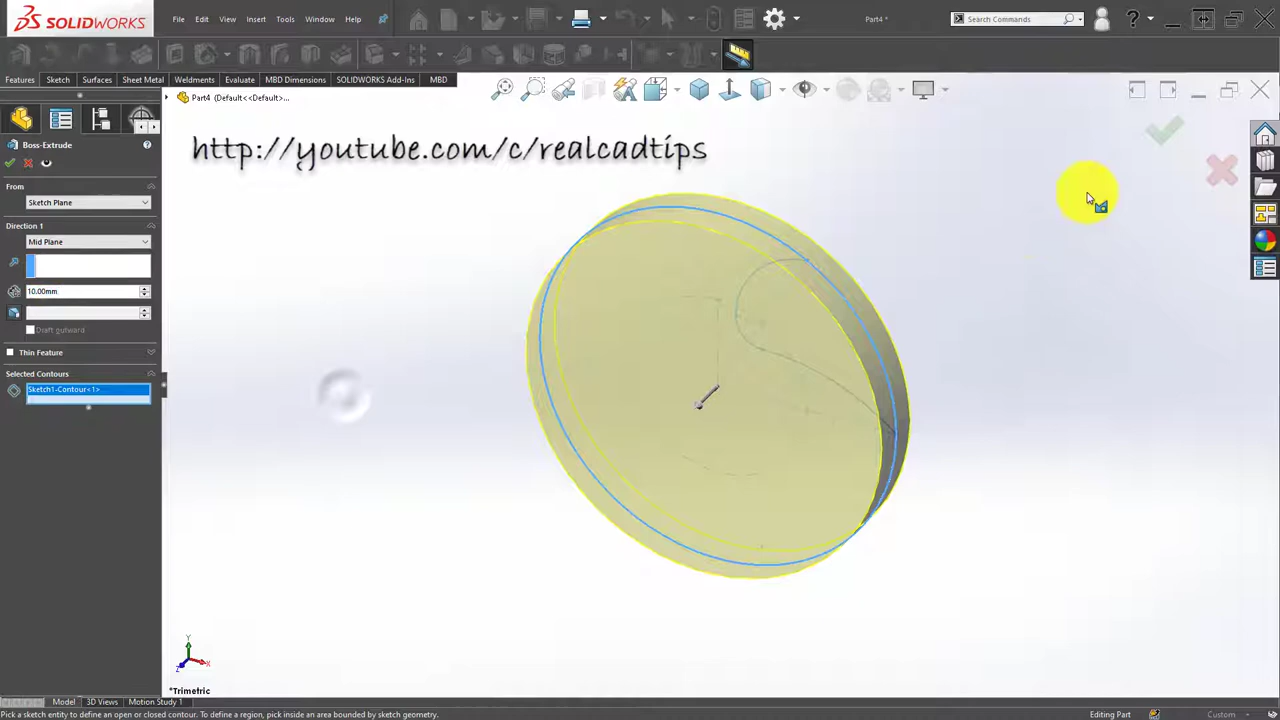 SOLIDWORKS File Edit View Insert Tools Window Help Part4 * Search Commands ?
Features Sketch Surfaces Sheet Metal Weldments Evaluate MBD Dimensions SOLIDWORKS Add-Ins MBD
Part4 (Default<<Default>...
Boss-Extrude
http://youtube.com/c/realcadtips
From
Sketch Plane
Direction 1
Mid Plane
10.00mm
Draft outward
Thin Feature
Selected Contours
Sketch1-Contour<1>
Y
X
Z
*Trimetric
Model 3D Views Motion Study 1
Pick a sketch entity to define an open or closed contour. To define a region, pick inside an area bounded by sketch geometry. Editing Part Custom